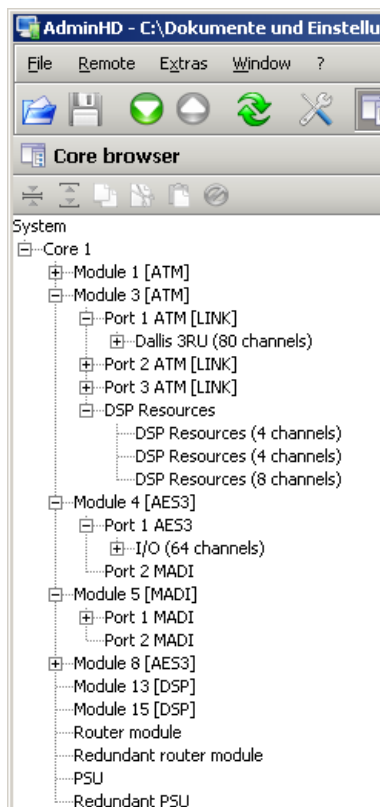 AdminHD - C:\Dokumente und Einstellu
File Remote Extras Window ?
Core browser
System
Core 1
Module 1 [ATM]
Module 3 [ATM]
Port 1 ATM [LINK]
Dallis 3RU (80 channels)
Port 2 ATM [LINK]
Port 3 ATM [LINK]
DSP Resources
DSP Resources (4 channels)
DSP Resources (4 channels)
DSP Resources (8 channels)
Module 4 [AES3]
Port 1 AES3
I/O (64 channels)
Port 2 MADI
Module 5 [MADI]
Port 1 MADI
Port 2 MADI
Module 8 [AES3]
Module 13 [DSP]
Module 15 [DSP]
Router module
Redundant router module
PSU
Redundant PSU